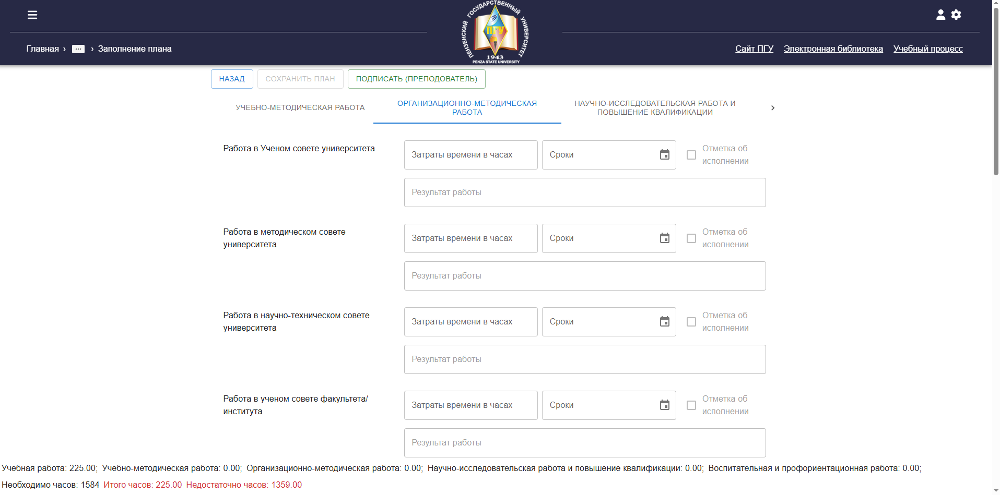 ПЕНЗЕНСКИЙ ГОСУДАРСТВЕННЫЙ УНИВЕРСИТЕТ
ПГУ
1943
PENZA STATE UNIVERSITY
Главная › ··· › Заполнение плана
Сайт ПГУ Электронная библиотека Учебный процесс
НАЗАД СОХРАНИТЬ ПЛАН ПОДПИСАТЬ (ПРЕПОДОВАТЕЛЬ)
УЧЕБНО-МЕТОДИЧЕСКАЯ РАБОТА
ОРГАНИЗАЦИОННО-МЕТОДИЧЕСКАЯ
РАБОТА
НАУЧНО-ИССЛЕДОВАТЕЛЬСКАЯ РАБОТА И
ПОВЫШЕНИЕ КВАЛИФИКАЦИИ
Работа в Ученом совете университета
Затраты времени в часах
Сроки
Отметка об
исполнении
Результат работы
Работа в методическом совете
университета
Затраты времени в часах
Сроки
Отметка об
исполнении
Результат работы
Работа в научно-техническом совете
университета
Затраты времени в часах
Сроки
Отметка об
исполнении
Результат работы
Работа в ученом совете факультета/
института
Затраты времени в часах
Сроки
Отметка об
исполнении
Результат работы
Учебная работа: 225.00; Учебно-методическая работа: 0.00; Организационно-методическая работа: 0.00; Научно-исследовательская работа и повышение квалификации: 0.00; Воспитательная и профориентационная работа: 0.00;
Необходимо часов: 1584 Итого часов: 225.00 Недостаточно часов: 1359.00